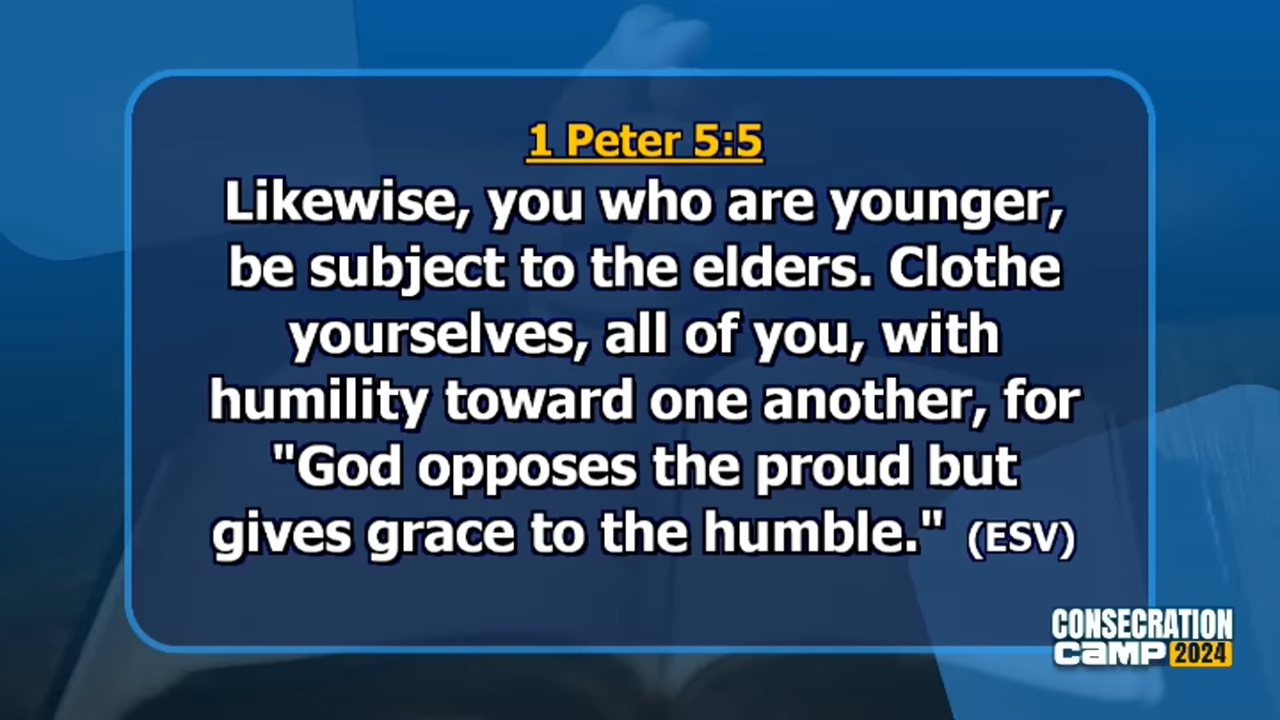 1 Peter 5:5
Likewise, you who are younger,
be subject to the elders. Clothe
yourselves, all of you, with
humility toward one another, for
"God opposes the proud but
gives grace to the humble." (ESV)
CONSECRATION
CAMP 2024